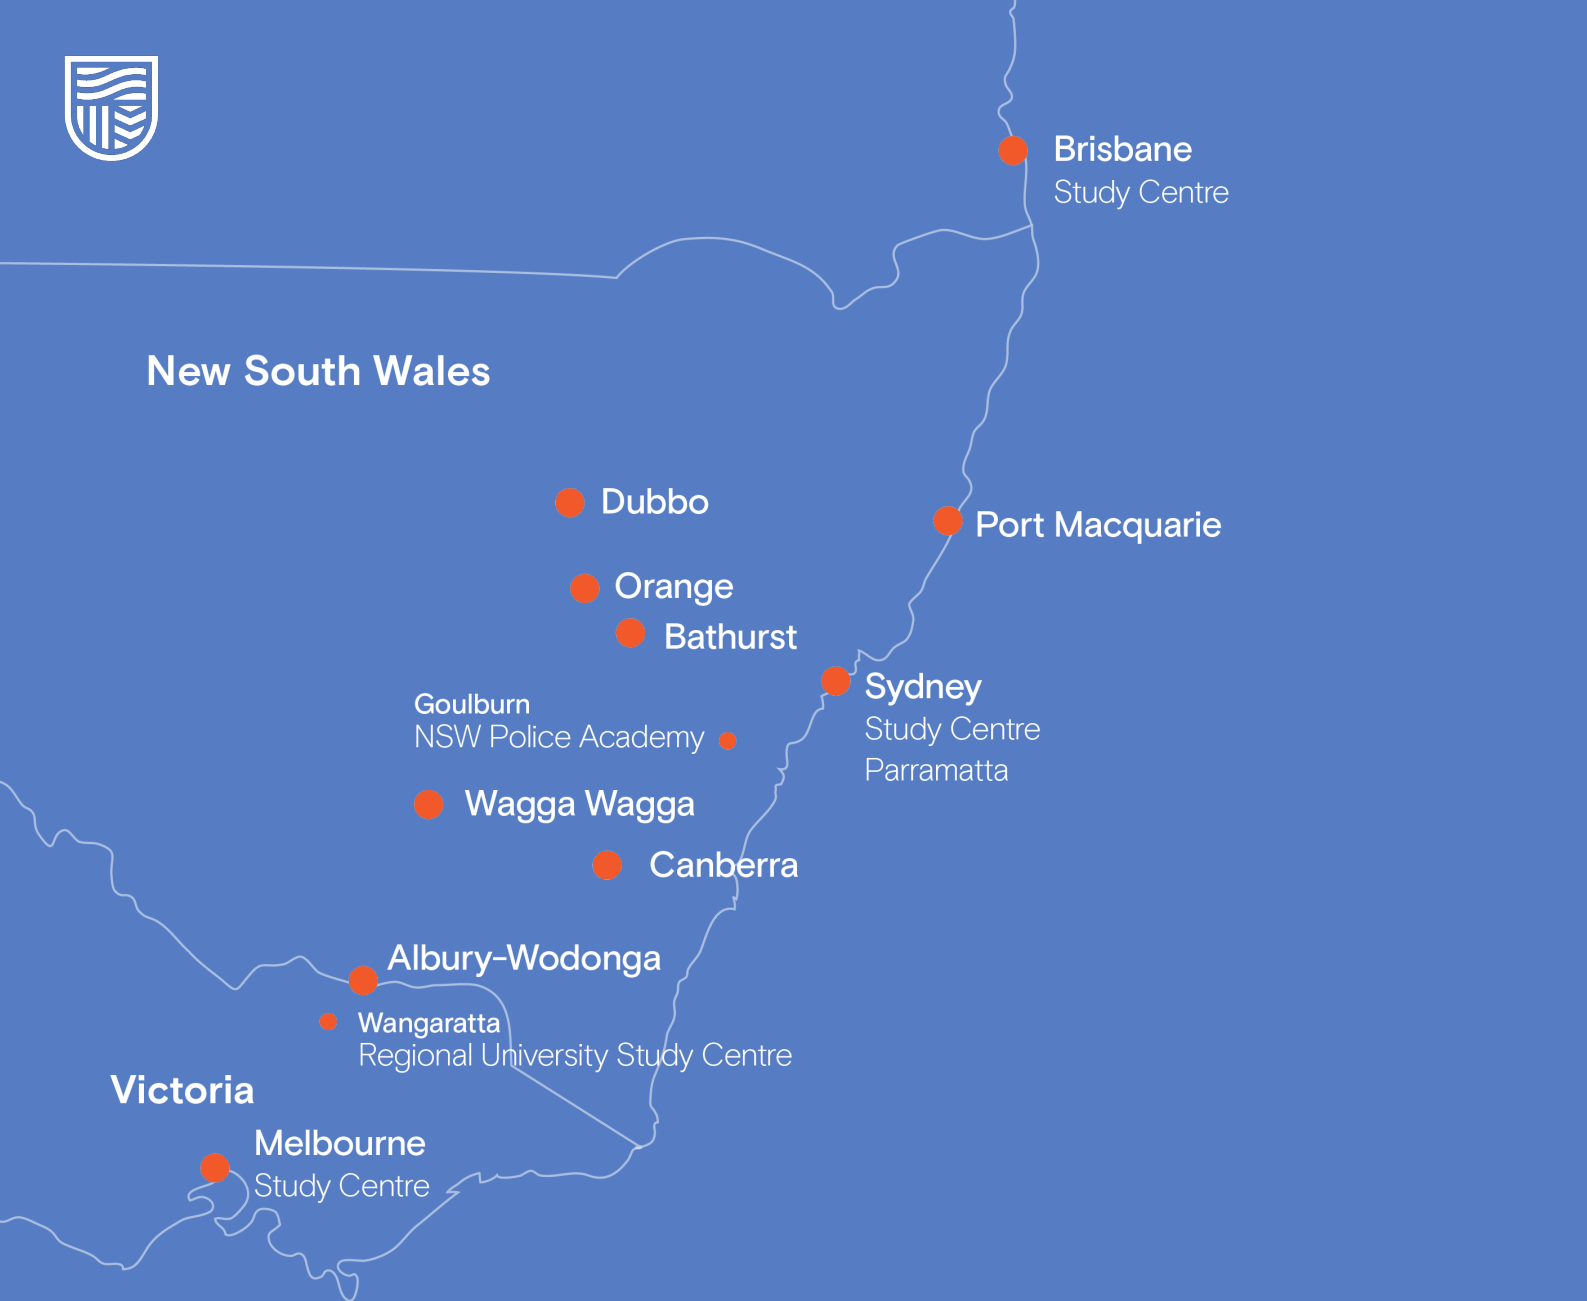 Brisbane
Study Centre
New South Wales
Dubbo
Port Macquarie
Orange
Bathurst
Sydney
Study Centre
Parramatta
Goulburn
NSW Police Academy
Wagga Wagga
Canberra
Albury-Wodonga
Wangaratta
Regional University Study Centre
Victoria
Melbourne
Study Centre